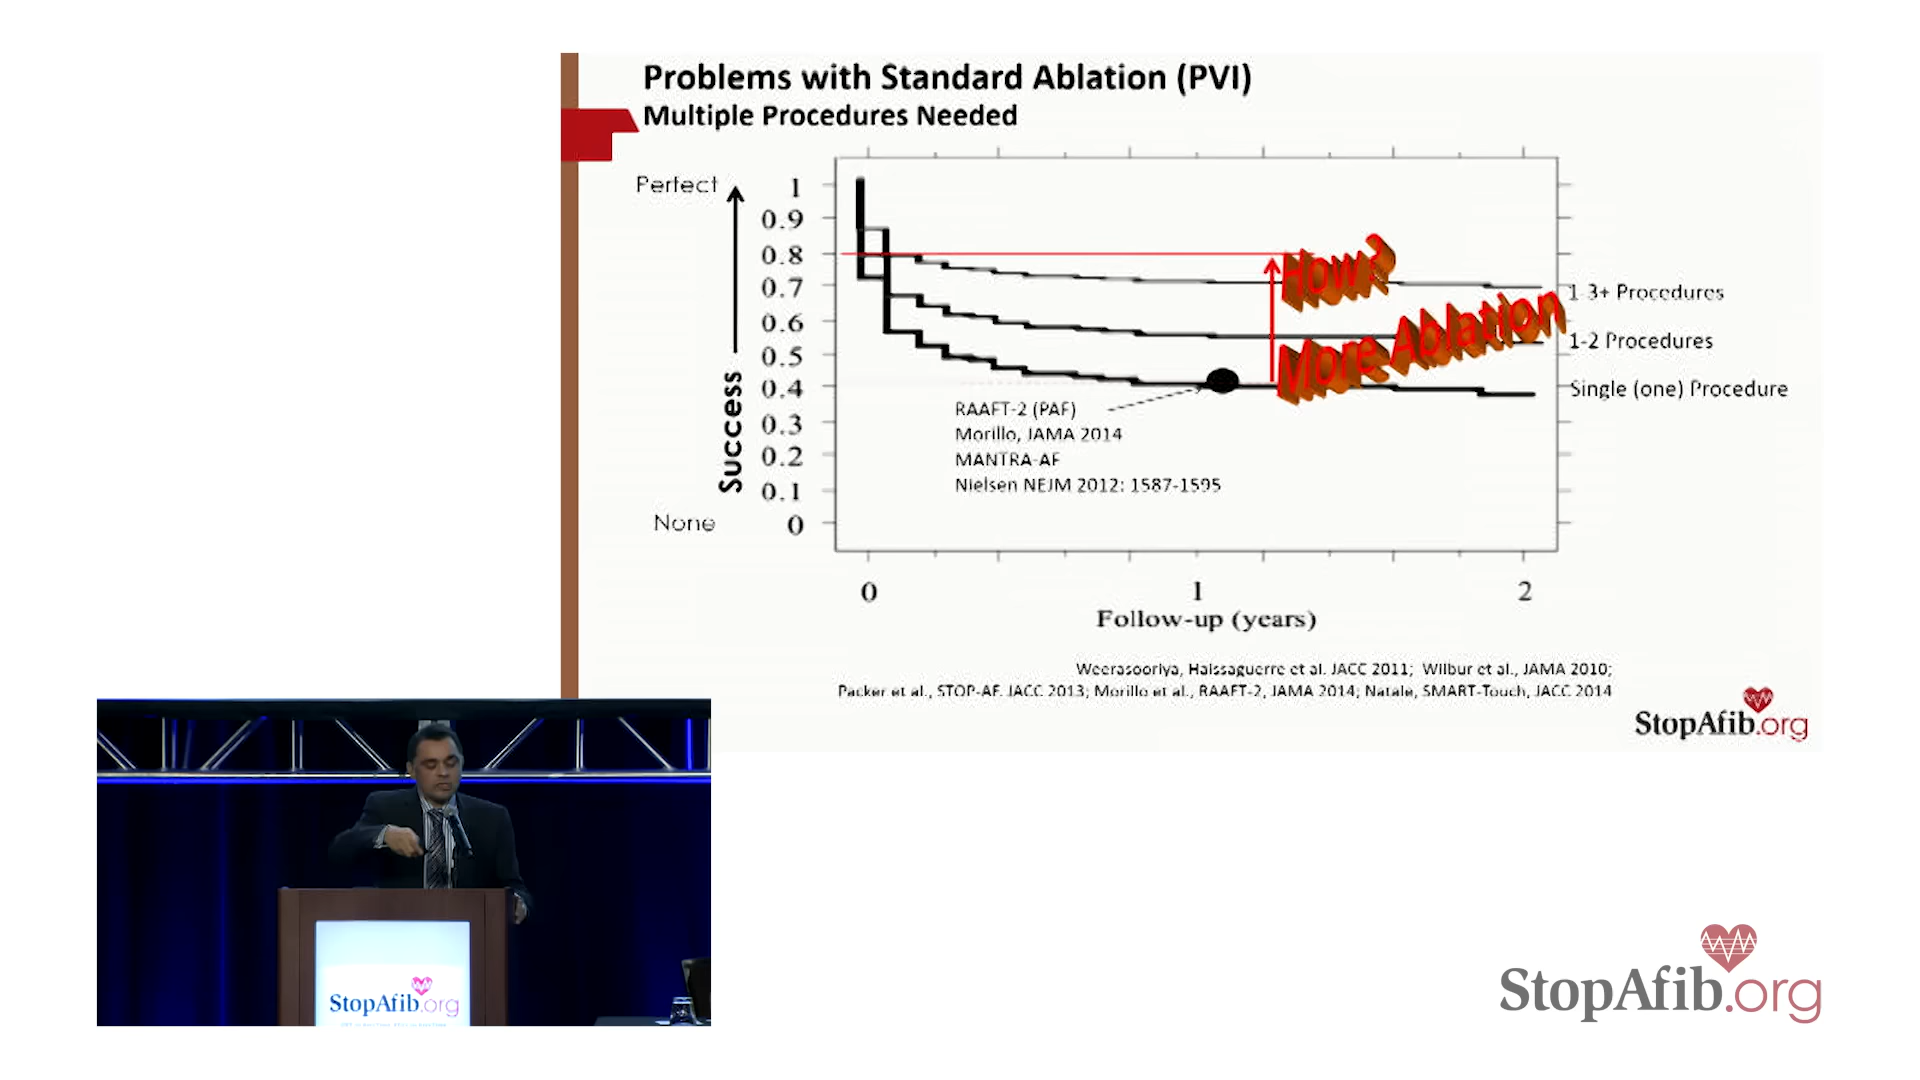 Problems with Standard Ablation (PVI)
Multiple Procedures Needed
Perfect
None
Success
1
0.9
0.8
0.7
0.6
0.5
0.4
0.3
0.2
0.1
0
How?
More Ablation
1-3+ Procedures
1-2 Procedures
Single (one) Procedure
RAAFT-2 (PAF)
Morillo, JAMA 2014
MANTRA-AF
Nielsen NEJM 2012: 1587-1595
0 1 2
Follow-up (years)
Weerasooriya, Haissaguerre et al. JACC 2011; Wilbur et al., JAMA 2010;
Packer et al., STOP-AF. JACC 2013; Morillo et al., RAAFT-2, JAMA 2014; Natale, SMART-Touch, JACC 2014
StopAfib.org
StopAfib.org
StopAfib.org